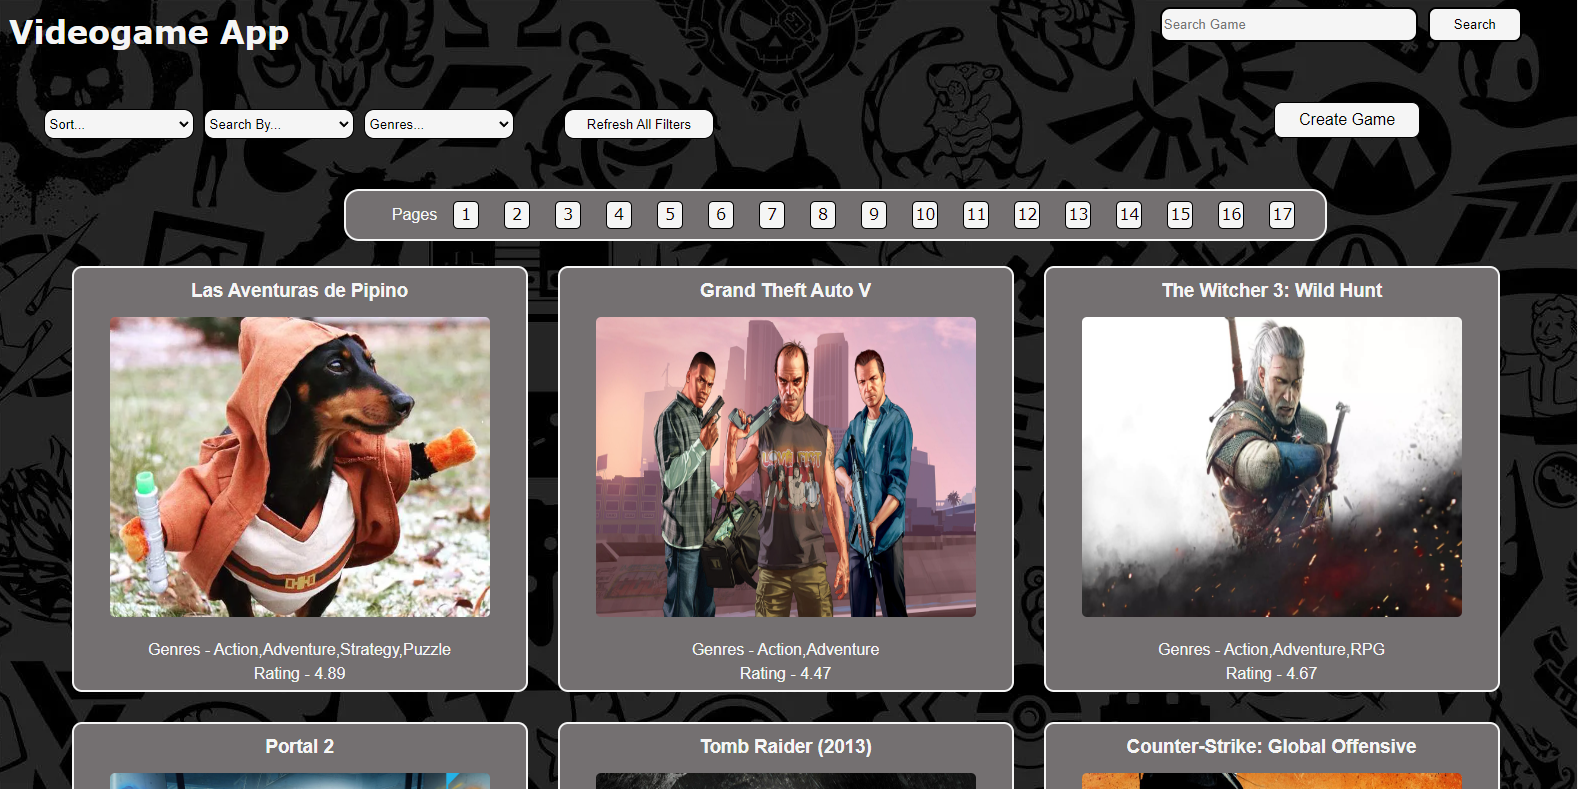 Videogame App
Search Game
Search
Sort...
Search By...
Genres...
Refresh All Filters
Create Game
Pages 1 2 3 4 5 6 7 8 9 10 11 12 13 14 15 16 17
Las Aventuras de Pipino
Genres - Action,Adventure,Strategy,Puzzle
Rating - 4.89
Grand Theft Auto V
Genres - Action,Adventure
Rating - 4.47
The Witcher 3: Wild Hunt
Genres - Action,Adventure,RPG
Rating - 4.67
Portal 2
Tomb Raider (2013)
Counter-Strike: Global Offensive